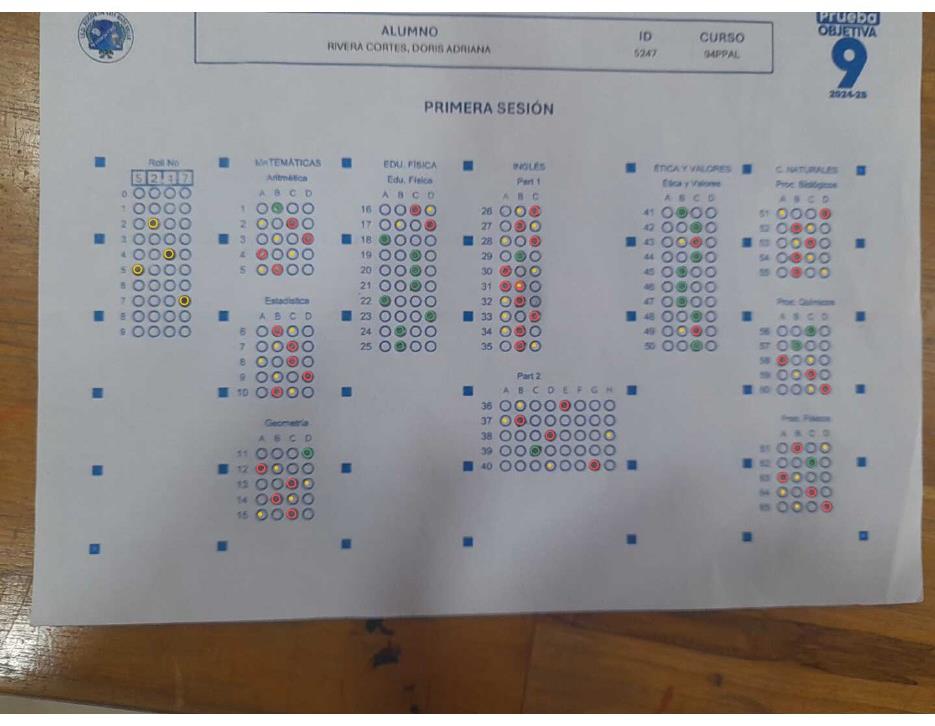 Prueba
OBJETIVA
9
2024-25
ALUMNO ID CURSO
RIVERA CORTES, DORIS ADRIANA 5247 94PPAL
PRIMERA SESIÓN
Roll No
5 2 4 7
0
1
2
3
4
5
6
7
8
9
MATEMÁTICAS
Aritmética
A B C D
1
2
3
4
5
Estadística
A B C D
6
7
8
9
10
Geometría
A B C D
11
12
13
14
15
EDU. FÍSICA
Edu. Física
A B C D
16
17
18
19
20
21
22
23
24
25
INGLÉS
Part 1
A B C
26
27
28
29
30
31
32
33
34
35
Part 2
A B C D E F G H
36
37
38
39
40
ÉTICA Y VALORES
Ética y Valores
A B C D
41
42
43
44
45
46
47
48
49
50
C. NATURALES
Proc. Biológicos
A B C D
51
52
53
54
55
Proc. Químicos
A B C D
56
57
58
59
60
Proc. Físicos
A B C D
61
62
63
64
65